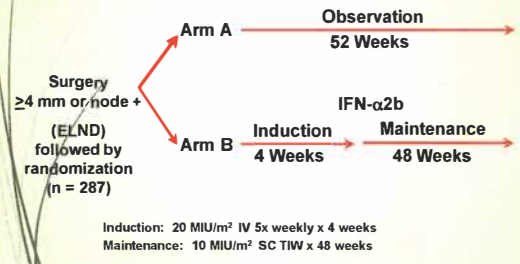 Surgery
≥4 mm or node +
(ELND)
followed by
randomization
(n = 287)
Arm A
Observation
52 Weeks
Arm B
IFN-α2b
Induction
4 Weeks
Maintenance
48 Weeks
Induction: 20 MIU/m² IV 5x weekly x 4 weeks
Maintenance: 10 MIU/m² SC TIW x 48 weeks